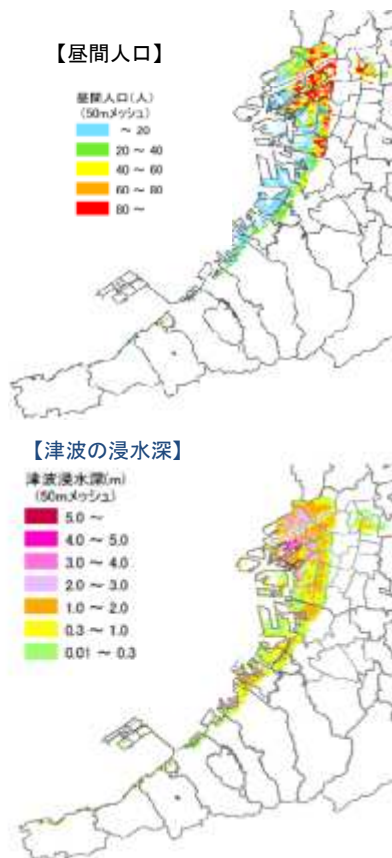 【昼間人口】
昼間人口(人)
(50mメッシュ)
~ 20
20 ~ 40
40 ~ 60
60 ~ 80
80 ~
【津波の浸水深】
津波浸水深(m)
(50mメッシュ)
5.0 ~
4.0 ~ 5.0
3.0 ~ 4.0
2.0 ~ 3.0
1.0 ~ 2.0
0.3 ~ 1.0
0.01 ~ 0.3